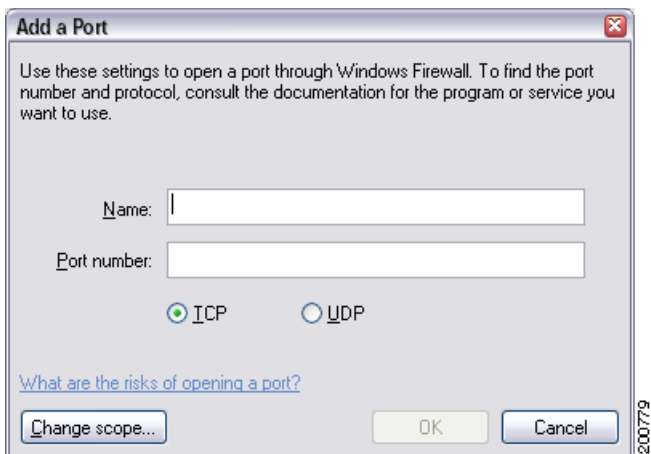 Add a Port
Use these settings to open a port through Windows Firewall. To find the port
number and protocol, consult the documentation for the program or service you
want to use.
Name:
Port number:
TCP UDP
What are the risks of opening a port?
Change scope... OK Cancel
200779